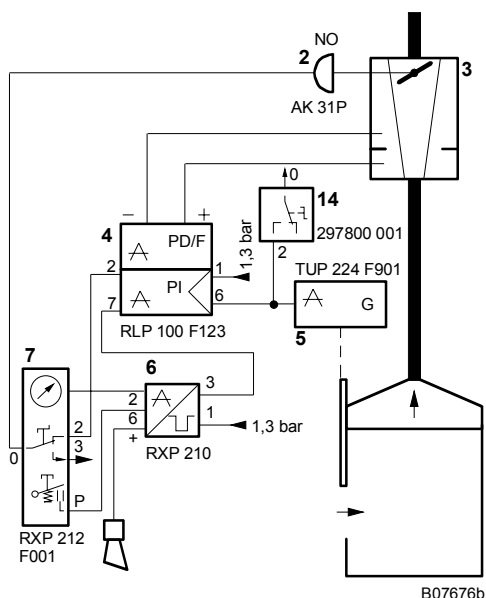 NO
2
3
AK 31P
0
14
– +
4
PD/F
1,3 bar
297800 001
2
2
1
PI
TUP 224 F901
7
6
G
RLP 100 F123
5
6
7
3
2
2
6
1
1,3 bar
3
+
0
RXP 210
P
RXP 212
F001
B07676b